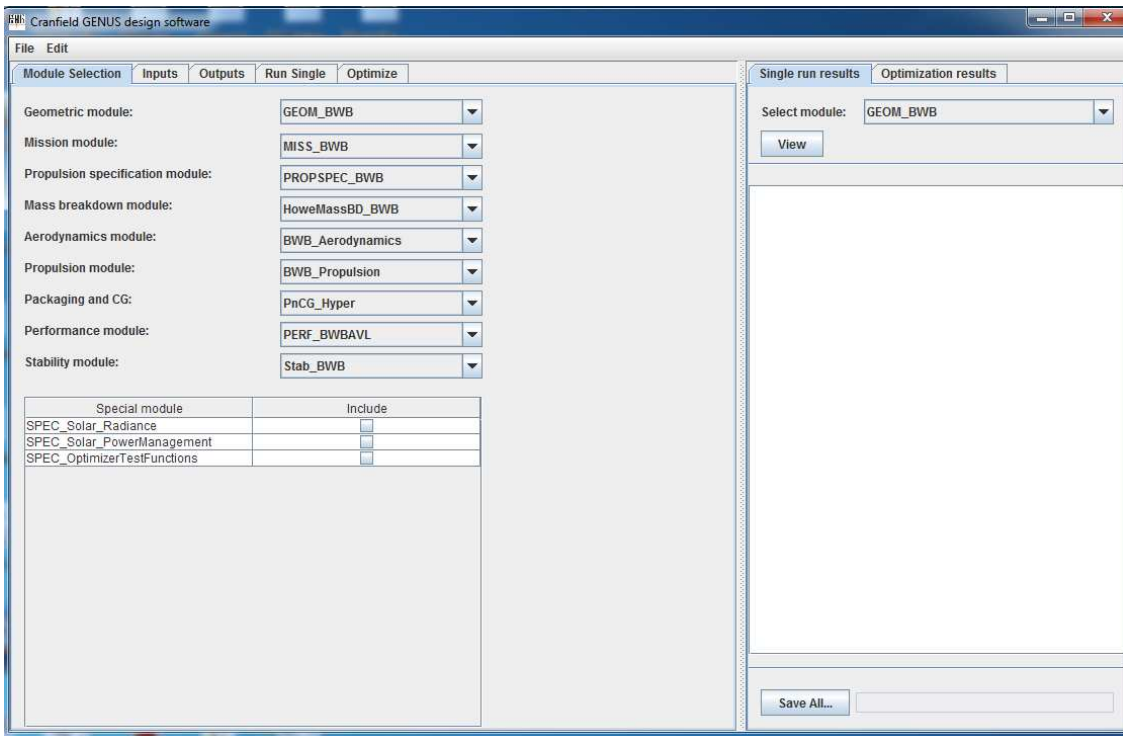 Cranfield GENUS design software
File Edit
Module Selection Inputs Outputs Run Single Optimize
Geometric module: GEOM_BWB
Mission module: MISS_BWB
Propulsion specification module: PROPSPEC_BWB
Mass breakdown module: HoweMassBD_BWB
Aerodynamics module: BWB_Aerodynamics
Propulsion module: BWB_Propulsion
Packaging and CG: PnCG_Hyper
Performance module: PERF_BWBAVL
Stability module: Stab_BWB
Special module Include
SPEC_Solar_Radiance
SPEC_Solar_PowerManagement
SPEC_OptimizerTestFunctions
Single run results Optimization results
Select module: GEOM_BWB
View
Save All...